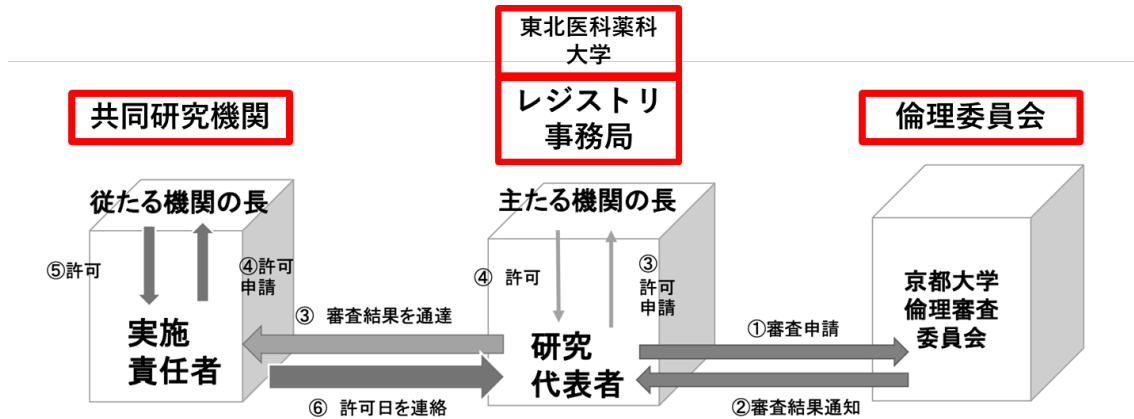 東北医科薬科
大学
レジストリ
事務局
共同研究機関
倫理委員会
従たる機関の長
⑤許可
④許可
申請
実施
責任者
③ 審査結果を通達
⑥ 許可日を連絡
主たる機関の長
④ 許可
③
許可
申請
研究
代表者
①審査申請
②審査結果通知
京都大学
倫理審査
委員会